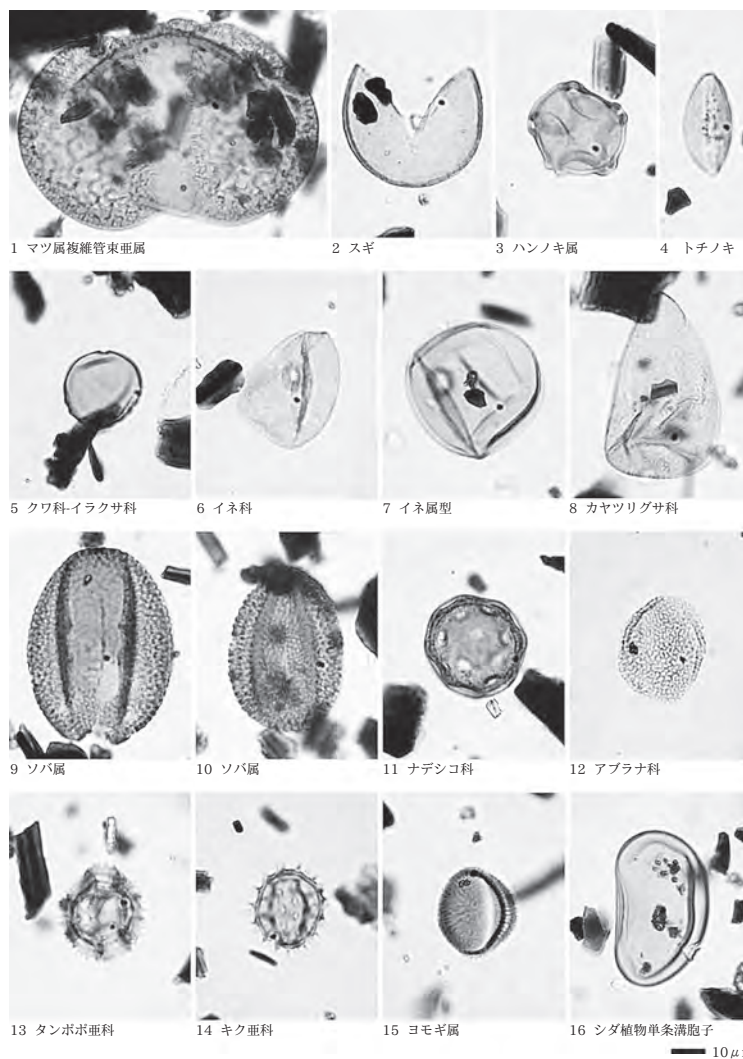 1 マツ属複維管束亜属
2 スギ
3 ハンノキ属
4 トチノキ
5 クワ科-イラクサ科
6 イネ科
7 イネ属型
8 カヤツリグサ科
9 ソバ属
10 ソバ属
11 ナデシコ科
12 アブラナ科
13 タンポポ亜科
14 キク亜科
15 ヨモギ属
16 シダ植物単条溝胞子
10μ